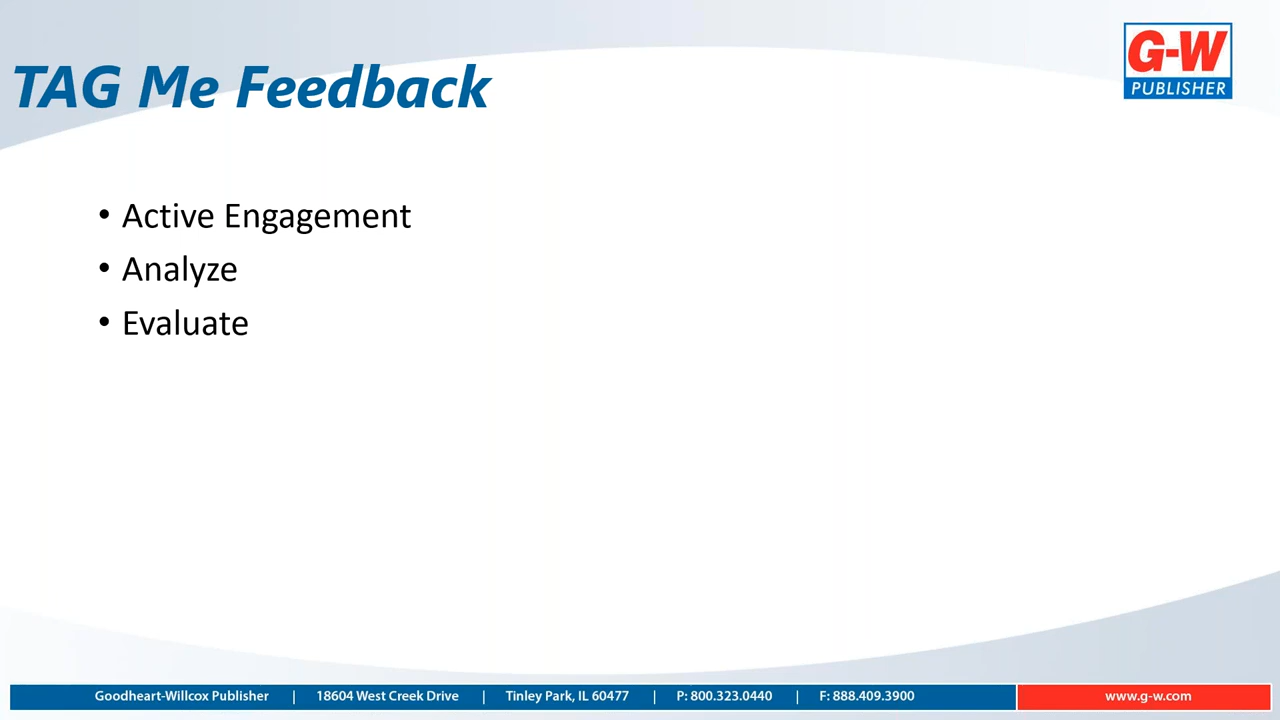 TAG Me Feedback
G-W
PUBLISHER
• Active Engagement
• Analyze
• Evaluate
Goodheart-Willcox Publisher | 18604 West Creek Drive | Tinley Park, IL 60477 | P: 800.323.0440 | F: 888.409.3900 www.g-w.com